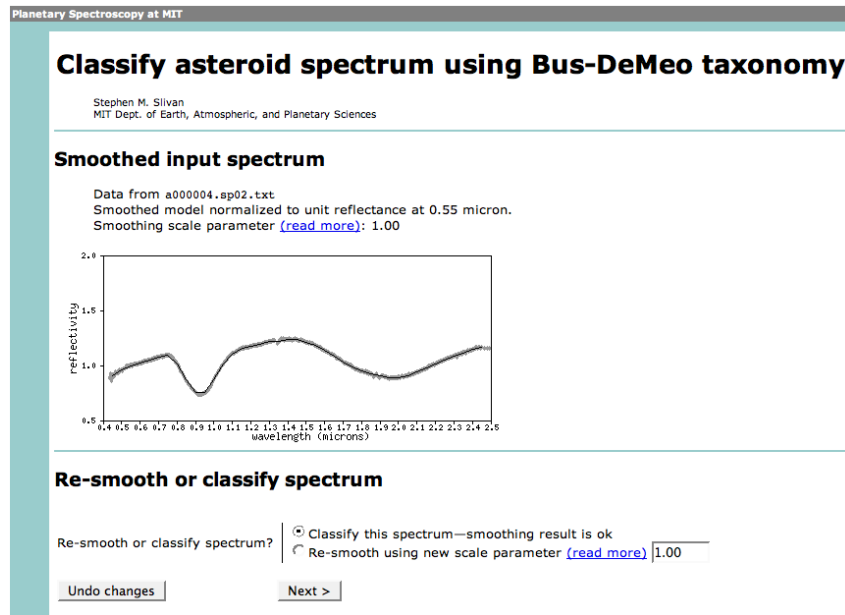 Planetary Spectroscopy at MIT
Classify asteroid spectrum using Bus-DeMeo taxonomy
Stephen M. Slivan
MIT Dept. of Earth, Atmospheric, and Planetary Sciences
Smoothed input spectrum
Data from a000004.sp02.txt
Smoothed model normalized to unit reflectance at 0.55 micron.
Smoothing scale parameter (read more): 1.00
2.0
1.5
reflectivity
1.0
0.5
0.4 0.5 0.6 0.7 0.8 0.9 1.0 1.1 1.2 1.3 1.4 1.5 1.6 1.7 1.8 1.9 2.0 2.1 2.2 2.3 2.4 2.5
wavelength (microns)
Re-smooth or classify spectrum
Re-smooth or classify spectrum?
Classify this spectrum—smoothing result is ok
Re-smooth using new scale parameter (read more) 1.00
Undo changes Next >